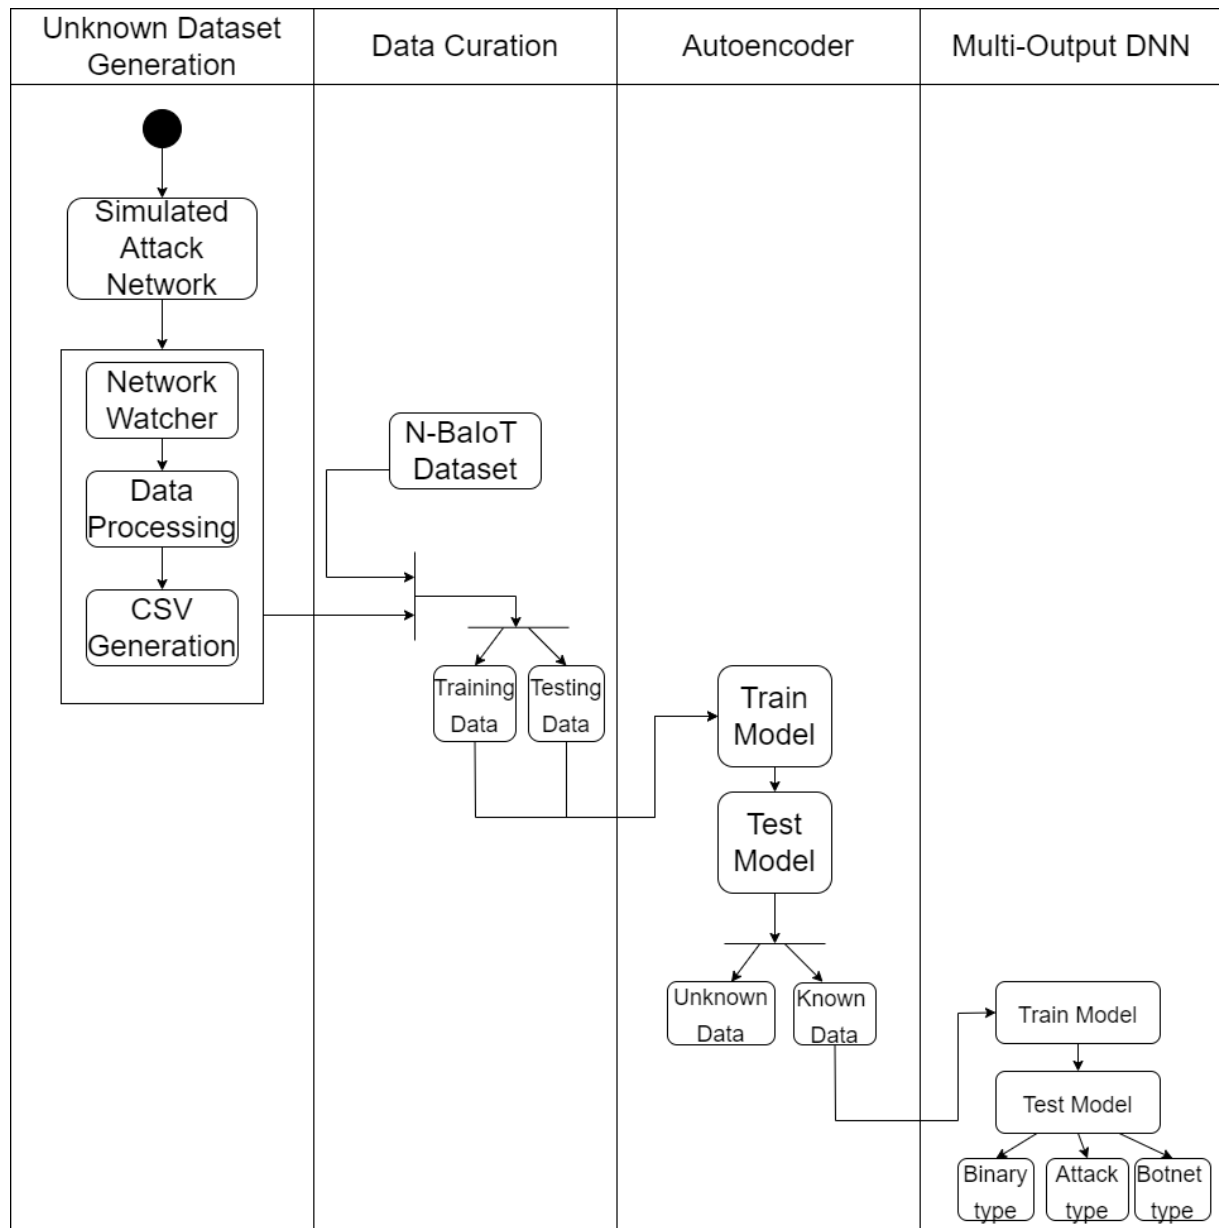 Unknown Dataset
Generation
Data Curation
Autoencoder
Multi-Output DNN
Simulated
Attack
Network
Network
Watcher
Data
Processing
CSV
Generation
N-BaIoT
Dataset
Training
Data
Testing
Data
Train
Model
Test
Model
Unknown
Data
Known
Data
Train Model
Test Model
Binary
type
Attack
type
Botnet
type